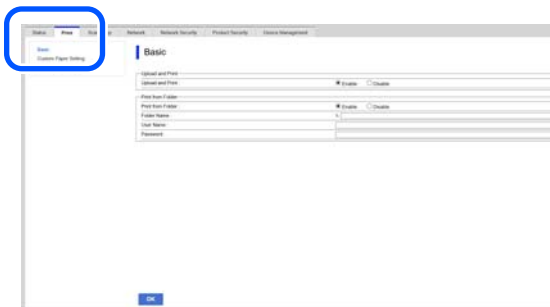 Status Print Network Network Security Product Security Device Management
Basic
Custom Paper Setting
Basic
Upload and Print
Upload and Print Enable Disable
Print from Folder
Print from Folder Enable Disable
Folder Name
User Name
Password
OK